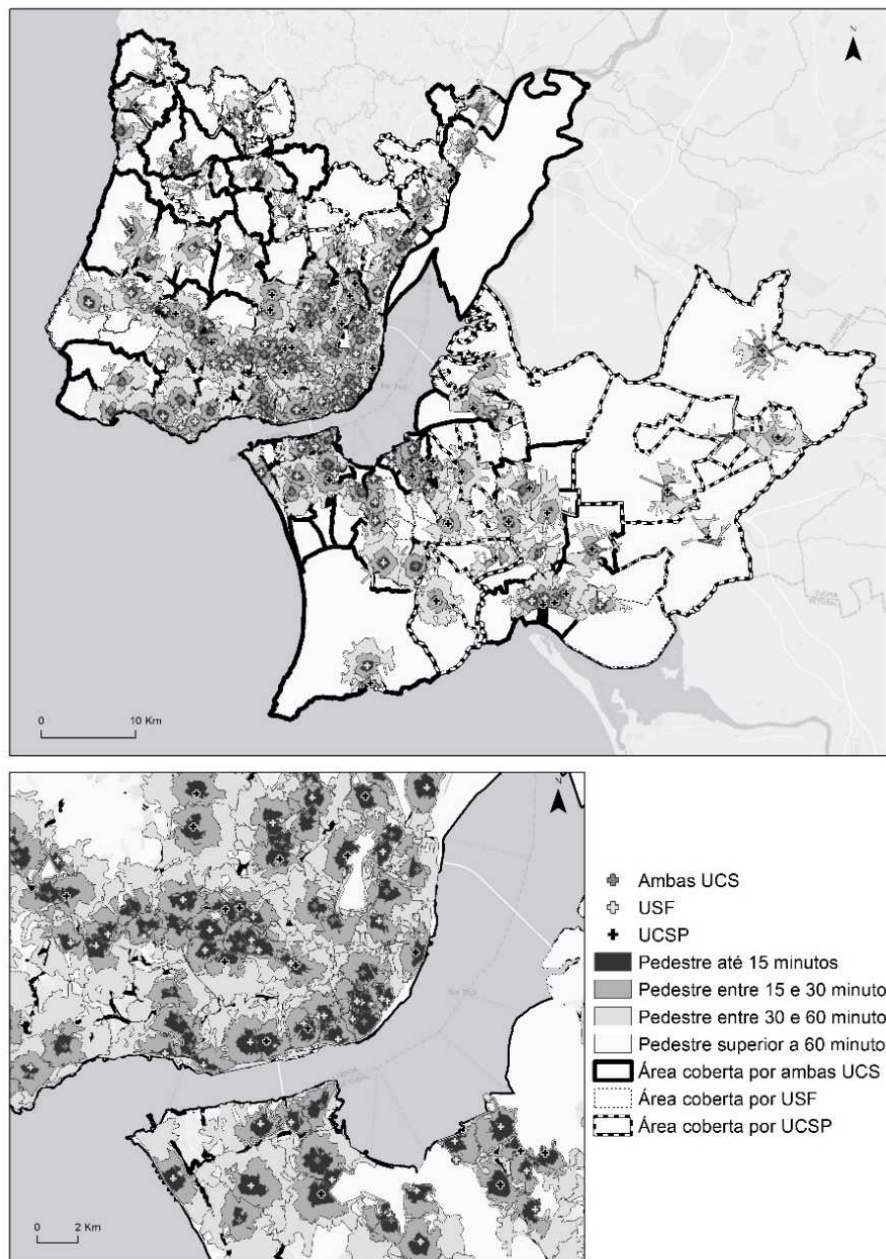 N
0
10 Km
0
2 Km
Ambas UCS
USF
UCSP
Pedestre até 15 minutos
Pedestre entre 15 e 30 minuto
Pedestre entre 30 e 60 minuto
Pedestre superior a 60 minuto
Área coberta por ambas UCS
Área coberta por USF
Área coberta por UCSP